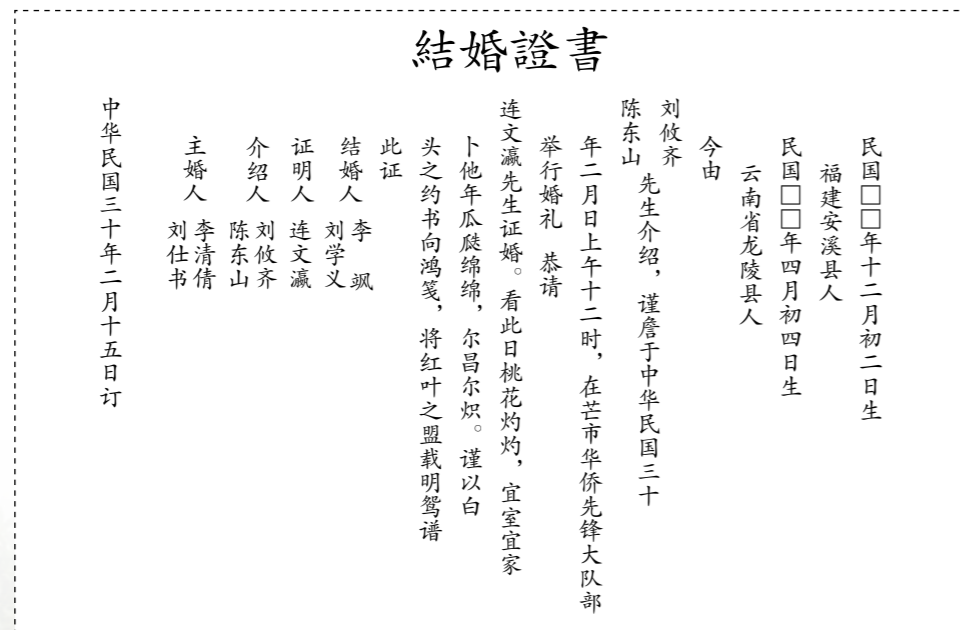 結婚證書
民国□□年十二月初二日生
福建安溪县人
民国□□年四月初四日生
云南省龙陵县人
今由
刘攸齐
陈东山
先生介绍，谨詹于中华民国三十
年二月日上午十二时，在芒市华侨先锋大队部
举行婚礼 恭请
连文瀛先生证婚。看此日桃花灼灼，宜室宜家
卜他年瓜瓞绵绵，尔昌尔炽。谨以白
头之约书向鸿笺，将红叶之盟载明鸳谱
此证
结婚人 李 飒
刘学义
证明人 连文瀛
介绍人 刘攸齐
陈东山
主婚人 李清倩
刘仕书
中华民国三十年二月十五日订